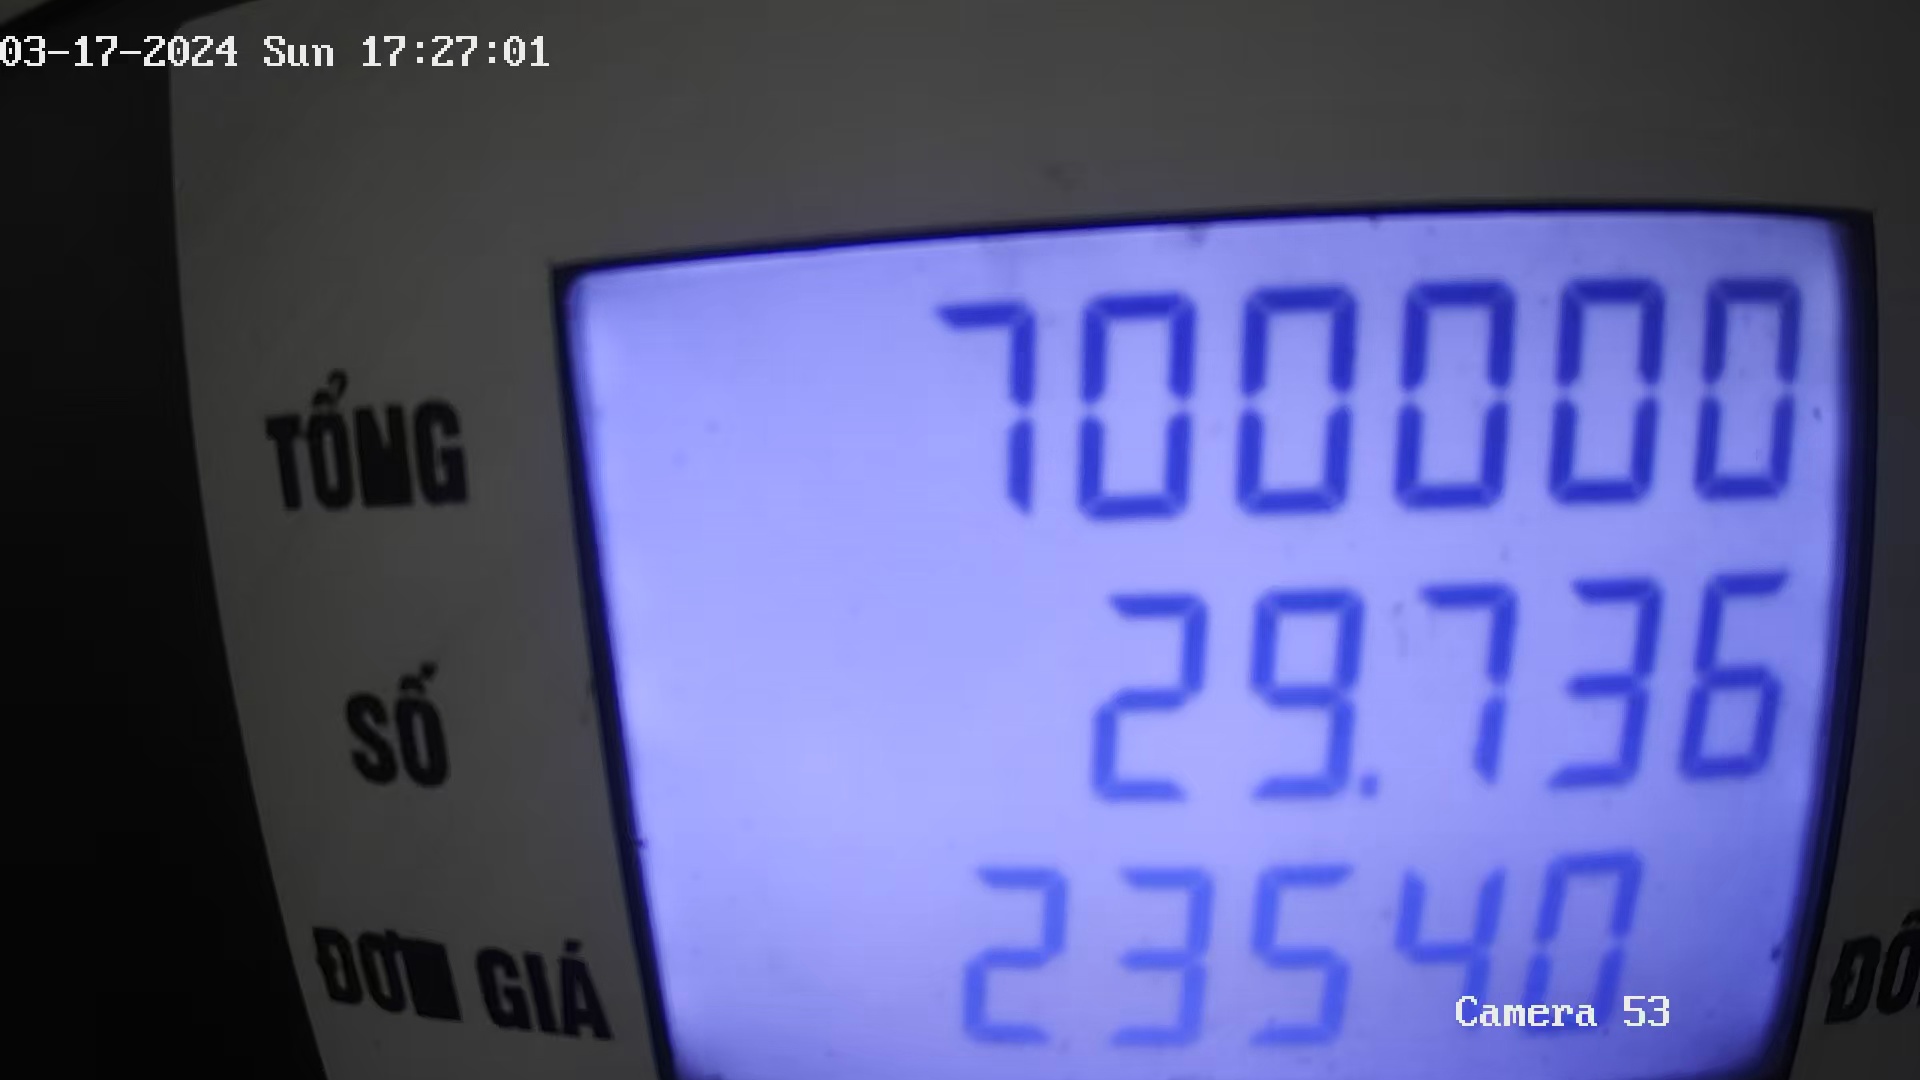 03-17-2024 Sun 17:27:01
TỔNG 700000
SỐ 29.736
ĐƠN GIÁ 23540
Camera 53